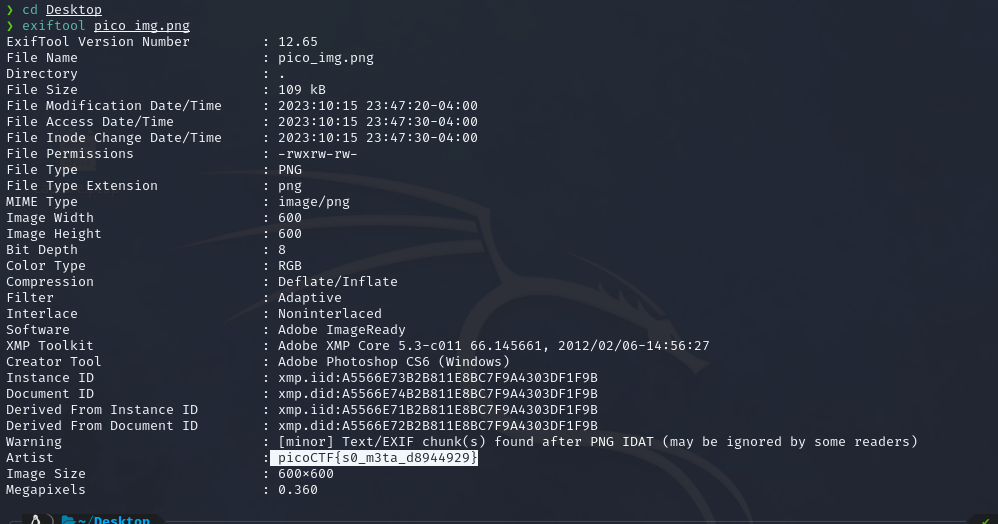 ❯ cd Desktop
❯ exiftool pico_img.png
ExifTool Version Number : 12.65
File Name : pico_img.png
Directory : .
File Size : 109 kB
File Modification Date/Time : 2023:10:15 23:47:20-04:00
File Access Date/Time : 2023:10:15 23:47:30-04:00
File Inode Change Date/Time : 2023:10:15 23:47:30-04:00
File Permissions : -rwxrw-rw-
File Type : PNG
File Type Extension : png
MIME Type : image/png
Image Width : 600
Image Height : 600
Bit Depth : 8
Color Type : RGB
Compression : Deflate/Inflate
Filter : Adaptive
Interlace : Noninterlaced
Software : Adobe ImageReady
XMP Toolkit : Adobe XMP Core 5.3-c011 66.145661, 2012/02/06-14:56:27
Creator Tool : Adobe Photoshop CS6 (Windows)
Instance ID : xmp.iid:A5566E73B2B811E8BC7F9A4303DF1F9B
Document ID : xmp.did:A5566E74B2B811E8BC7F9A4303DF1F9B
Derived From Instance ID : xmp.iid:A5566E71B2B811E8BC7F9A4303DF1F9B
Derived From Document ID : xmp.did:A5566E72B2B811E8BC7F9A4303DF1F9B
Warning : [minor] Text/EXIF chunk(s) found after PNG IDAT (may be ignored by some readers)
Artist : picoCTF{s0_m3ta_d8944929}
Image Size : 600×600
Megapixels : 0.360
~/Desktop